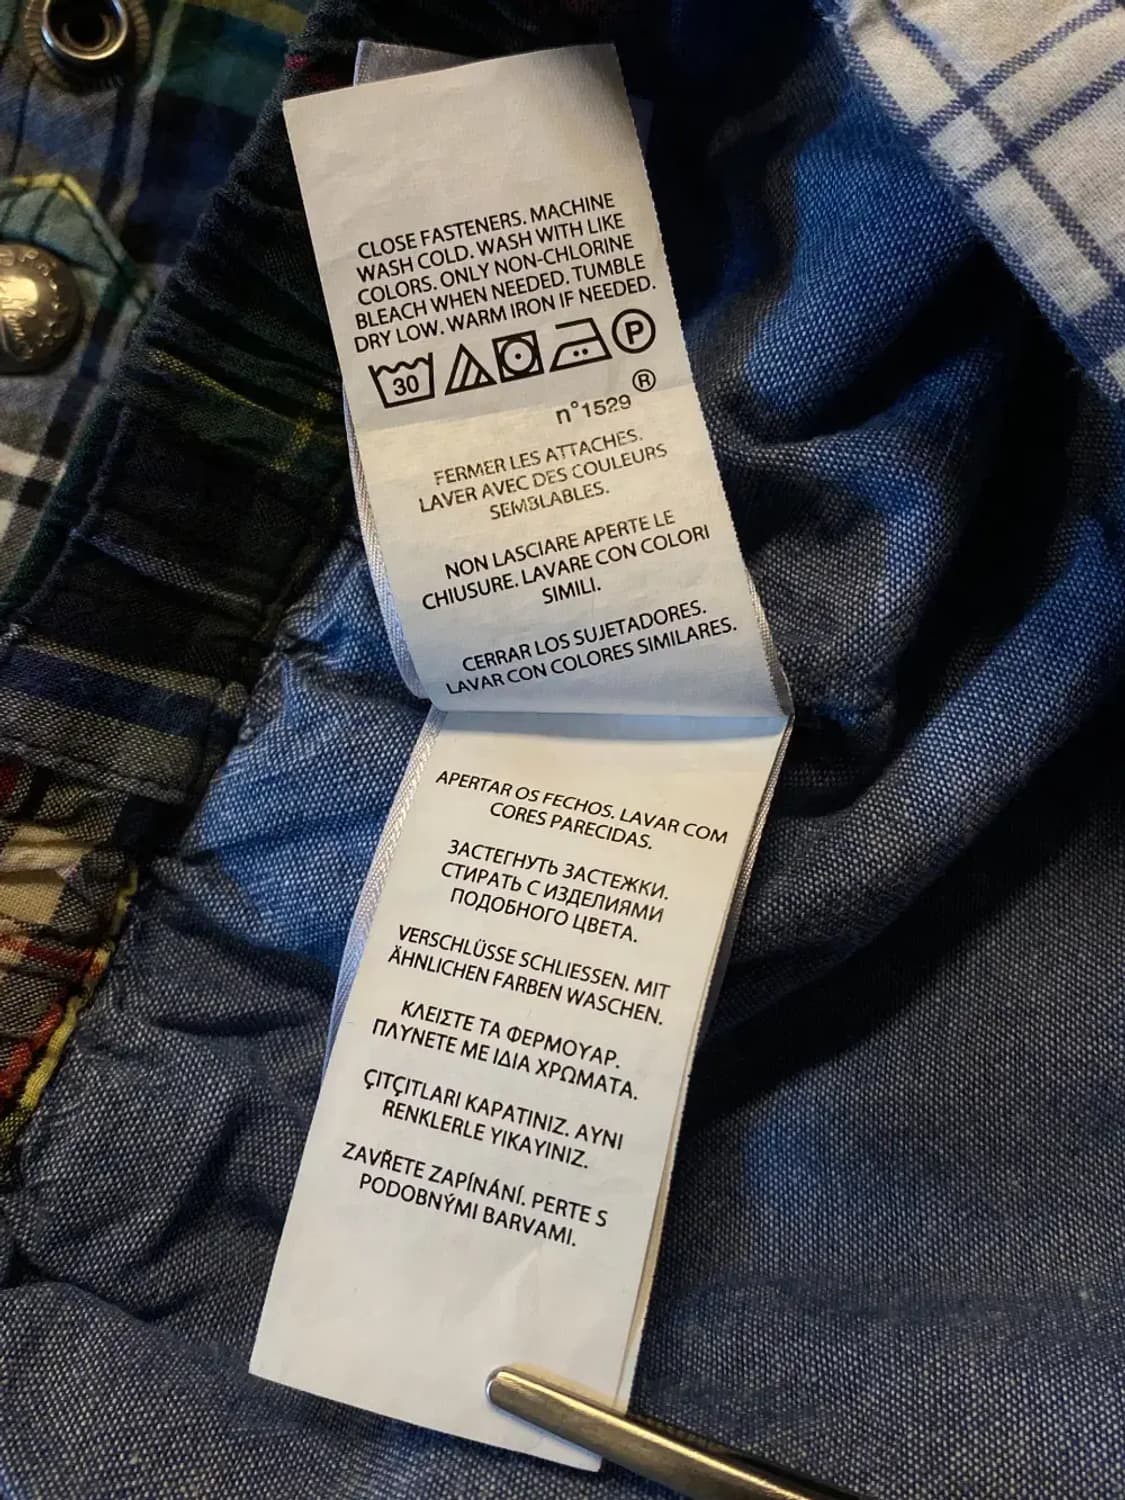 CLOSE FASTENERS. MACHINE
WASH COLD. WASH WITH LIKE
COLORS. ONLY NON-CHLORINE
BLEACH WHEN NEEDED. TUMBLE
DRY LOW. WARM IRON IF NEEDED.
30 P
®
n°1529
FERMER LES ATTACHES.
LAVER AVEC DES COULEURS
SEMBLABLES.
NON LASCIARE APERTE LE
CHIUSURE. LAVARE CON COLORI
SIMILI.
CERRAR LOS SUJETADORES.
LAVAR CON COLORES SIMILARES.
APERTAR OS FECHOS. LAVAR COM
CORES PARECIDAS.
ЗАСТЕГНУТЬ ЗАСТЕЖКИ.
СТИРАТЬ С ИЗДЕЛИЯМИ
ПОДОБНОГО ЦВЕТА.
VERSCHLÜSSE SCHLIESSEN. MIT
ÄHNLICHEN FARBEN WASCHEN.
ΚΛΕΙΣΤΕ ΤΑ ΦΕΡΜΟΥΑΡ.
ΠΛΥΝΕΤΕ ΜΕ ΙΔΙΑ ΧΡΩΜΑΤΑ.
ÇITÇITLARI KAPATINIZ. AYNI
RENKLERLE YIKAYINIZ.
ZAVŘETE ZAPÍNÁNÍ. PERTE S
PODOBNÝMI BARVAMI.